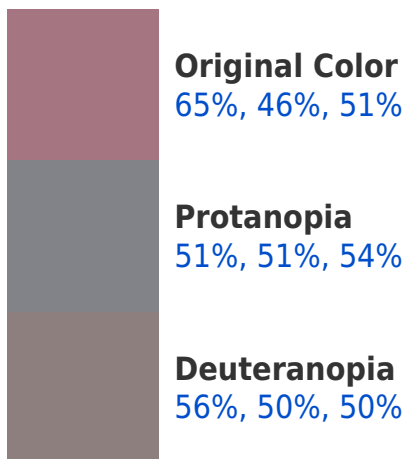 Original Color
65%, 46%, 51%
Protanopia
51%, 51%, 54%
Deuteranopia
56%, 50%, 50%